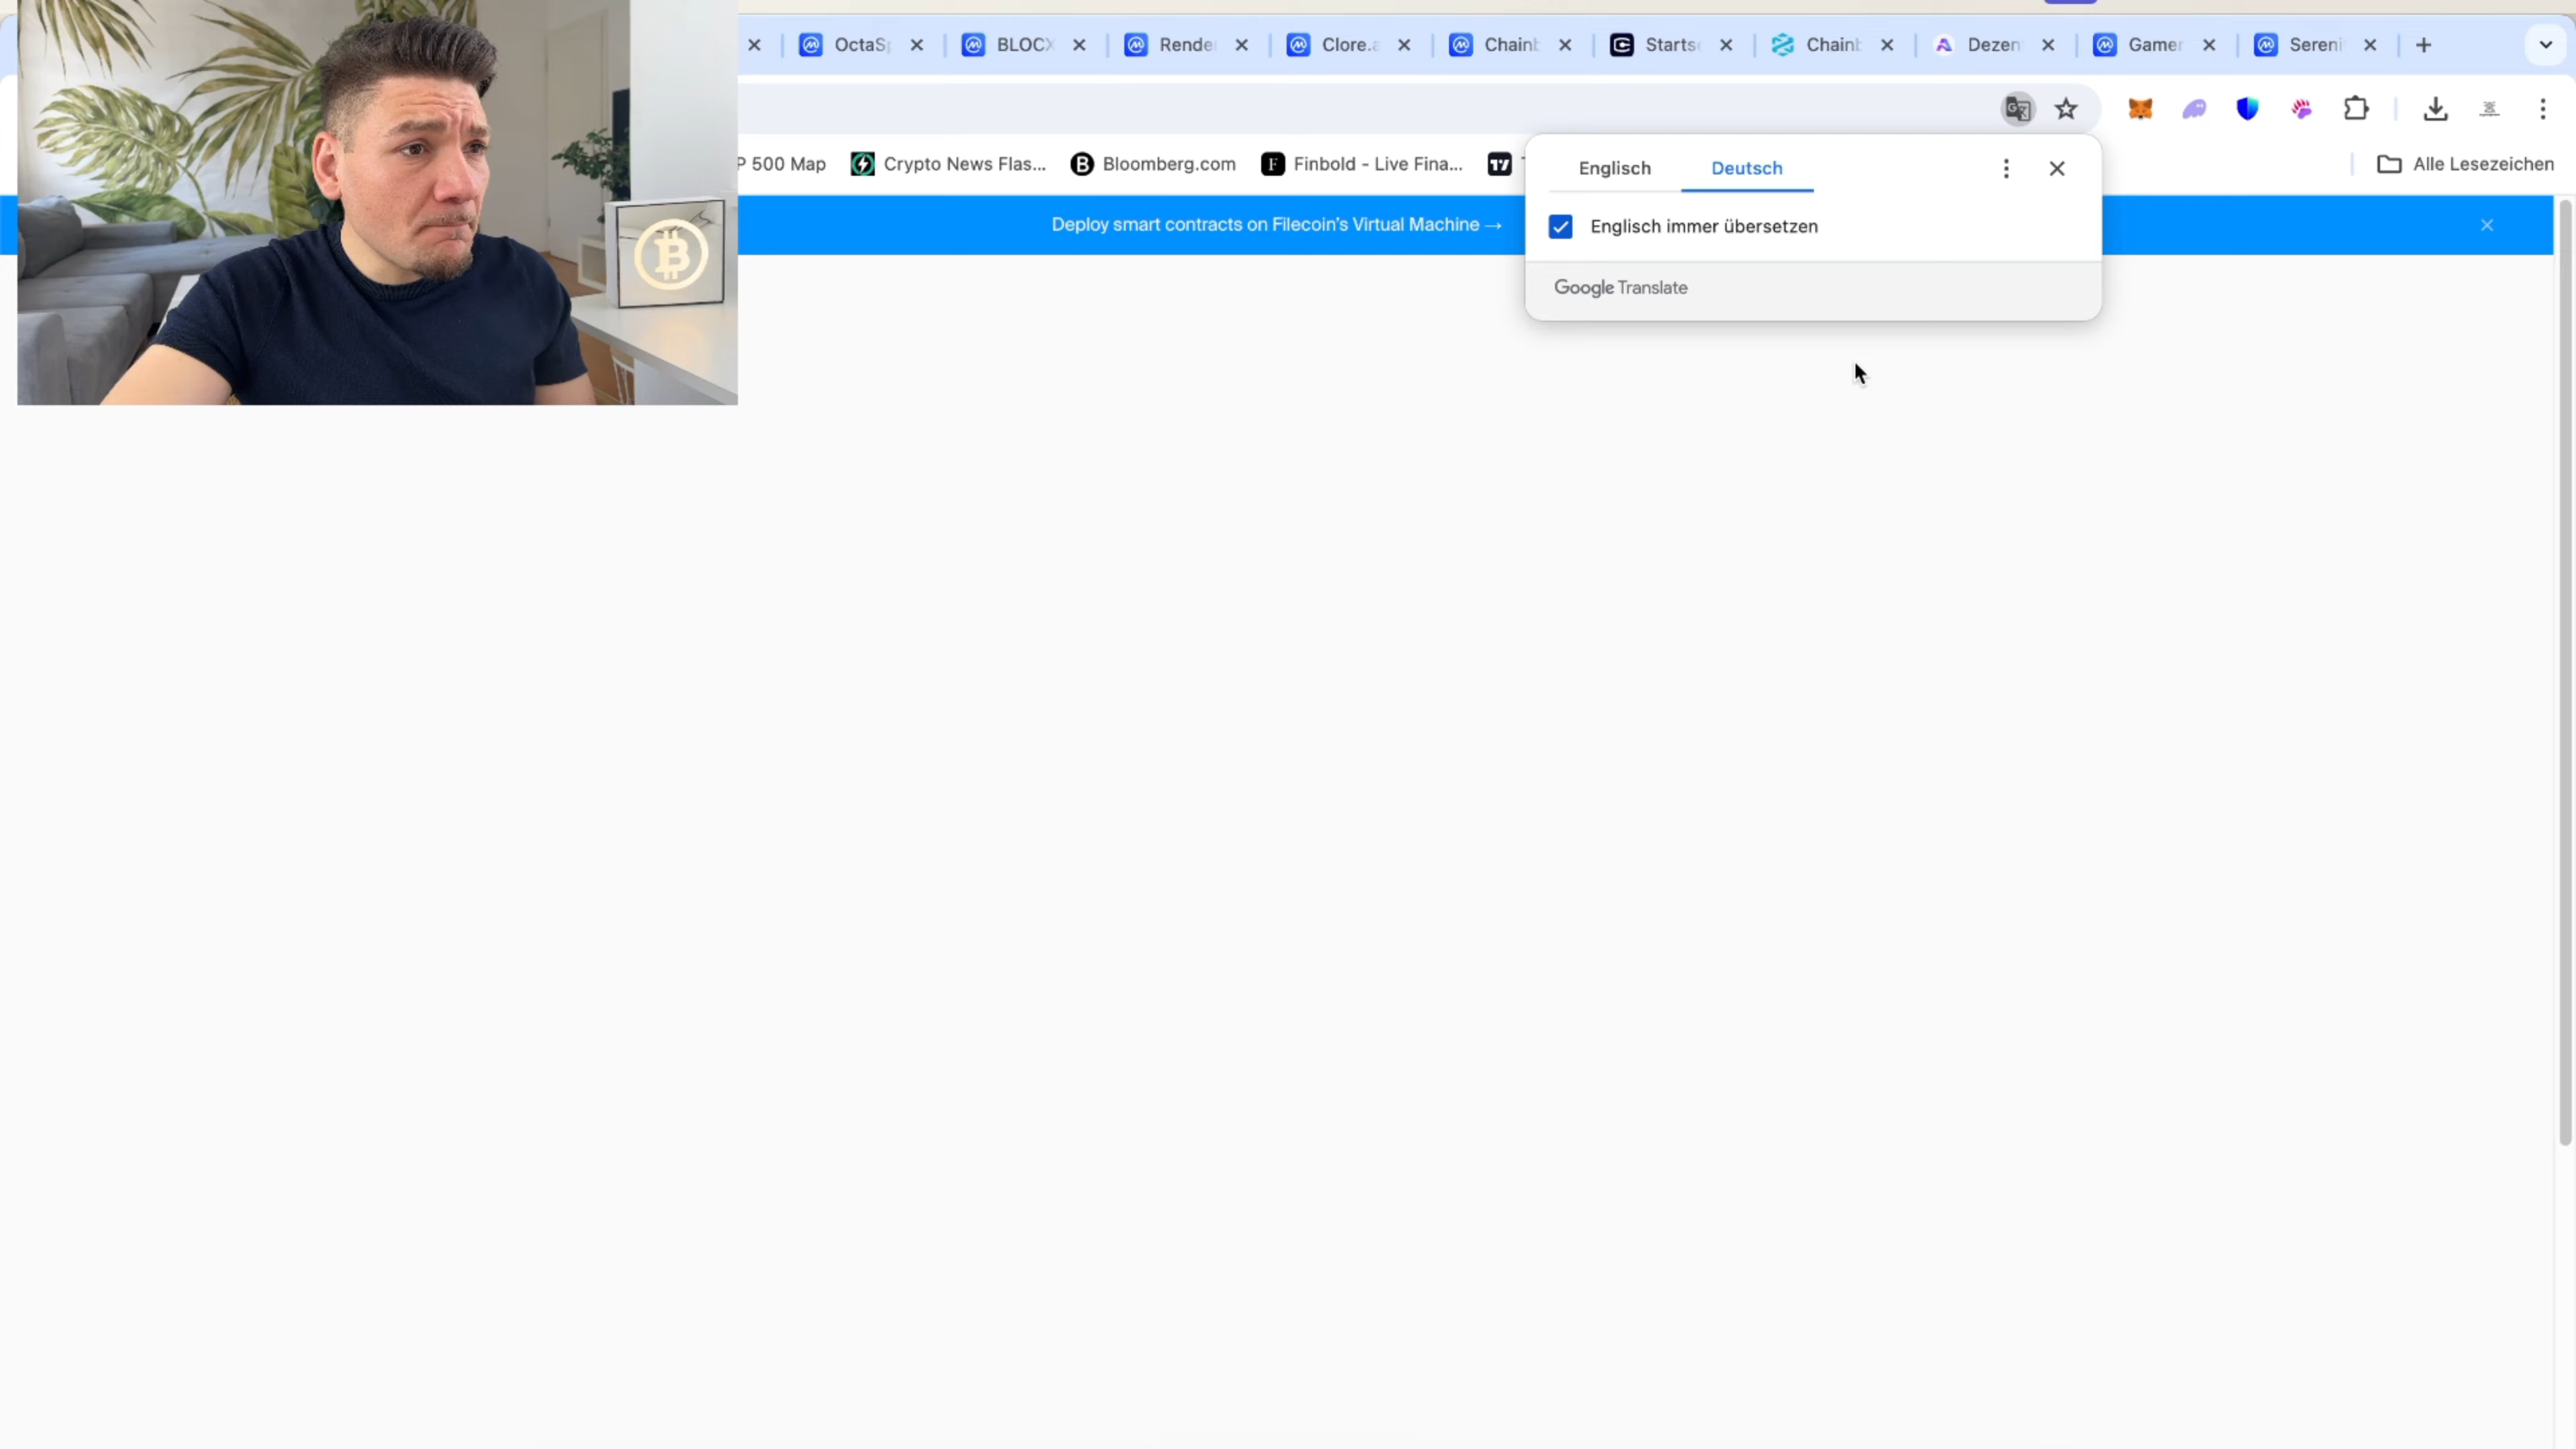 OctaSp
BLOCX
Rende
Clore.a
Chainb
Starts
Chainb
Dezen
Gamer
Sereni
P 500 Map
Crypto News Flas...
Bloomberg.com
Finbold - Live Fina...
Alle Lesezeichen
Englisch
Deutsch
Deploy smart contracts on Filecoin's Virtual Machine →
Englisch immer übersetzen
Google Translate